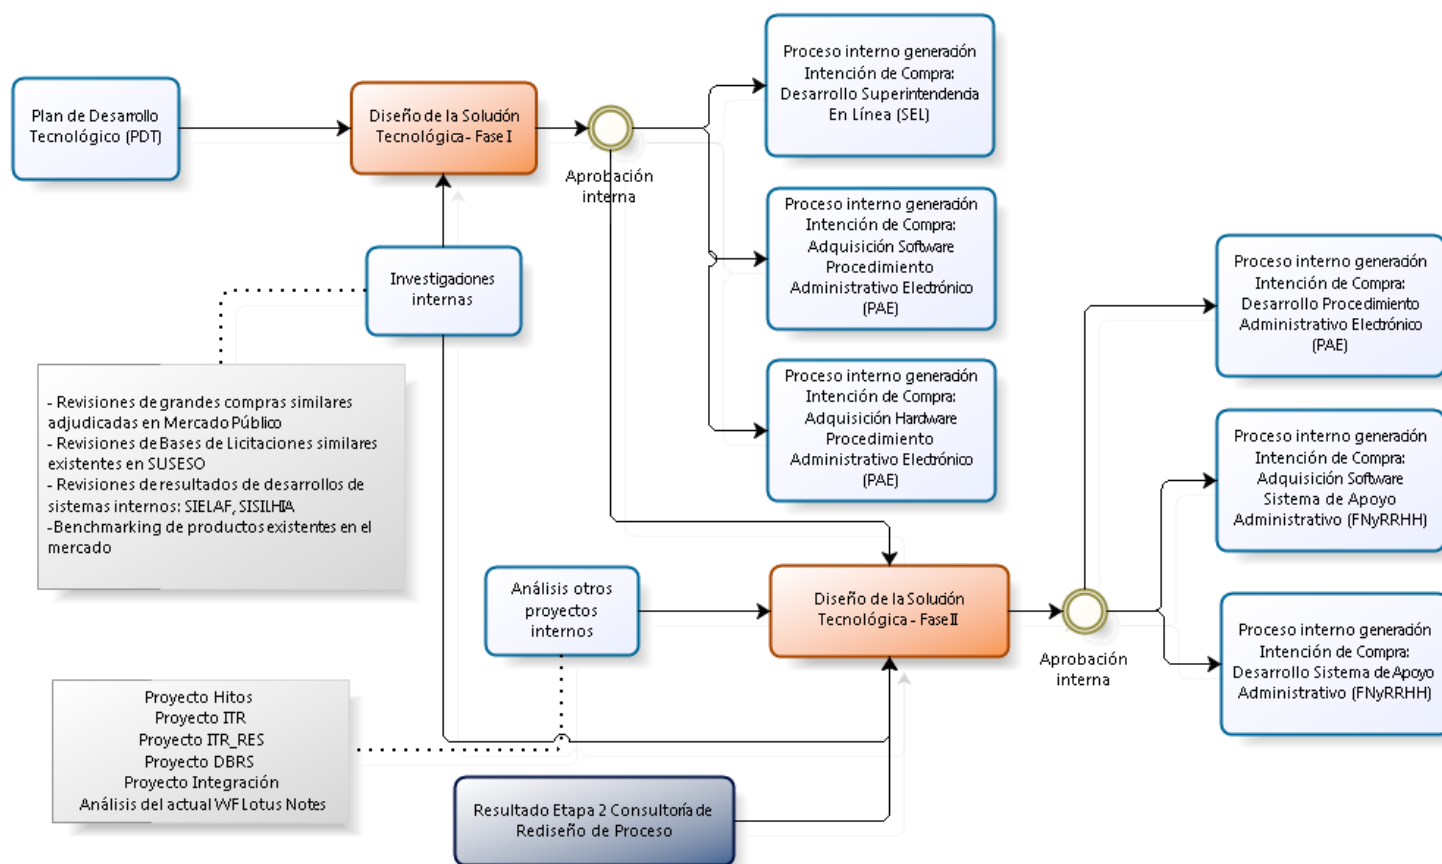 Plan de Desarrollo
Tecnológico (PDT)
Diseño de la Solución
Tecnológica- Fase I
Aprobación
interna
Proceso interno generación
Intención de Compra:
Desarrollo Superintendencia
En Línea (SEL)
Proceso interno generación
Intención de Compra:
Adquisición Software
Procedimiento
Administrativo Electrónico
(PAE)
Proceso interno generación
Intención de Compra:
Adquisición Hardware
Procedimiento
Administrativo Electrónico
(PAE)
Investigaciones
internas
- Revisiones de grandes compras similares
adjudicadas en Mercado Público
- Revisiones de Bases de Licitaciones similares
existentes en SUSESO
- Revisiones de resultados de desarrollos de
sistemas internos: SIELAF, SISILHIA
-Benchmarking de productos existentes en el
mercado
Análisis otros
proyectos
internos
Diseño de la Solución
Tecnológica - Fase II
Aprobación
interna
Proceso interno generación
Intención de Compra:
Desarrollo Procedimiento
Administrativo Electrónico
(PAE)
Proceso interno generación
Intención de Compra:
Adquisición Software
Sistema de Apoyo
Administrativo (FNyRRHH)
Proceso interno generación
Intención de Compra:
Desarrollo Sistema de Apoyo
Administrativo (FNyRRHH)
Proyecto Hitos
Proyecto ITR
Proyecto ITR_RES
Proyecto DBRS
Proyecto Integración
Análisis del actual WF Lotus Notes
Resultado Etapa 2 Consultoría de
Rediseño de Proceso